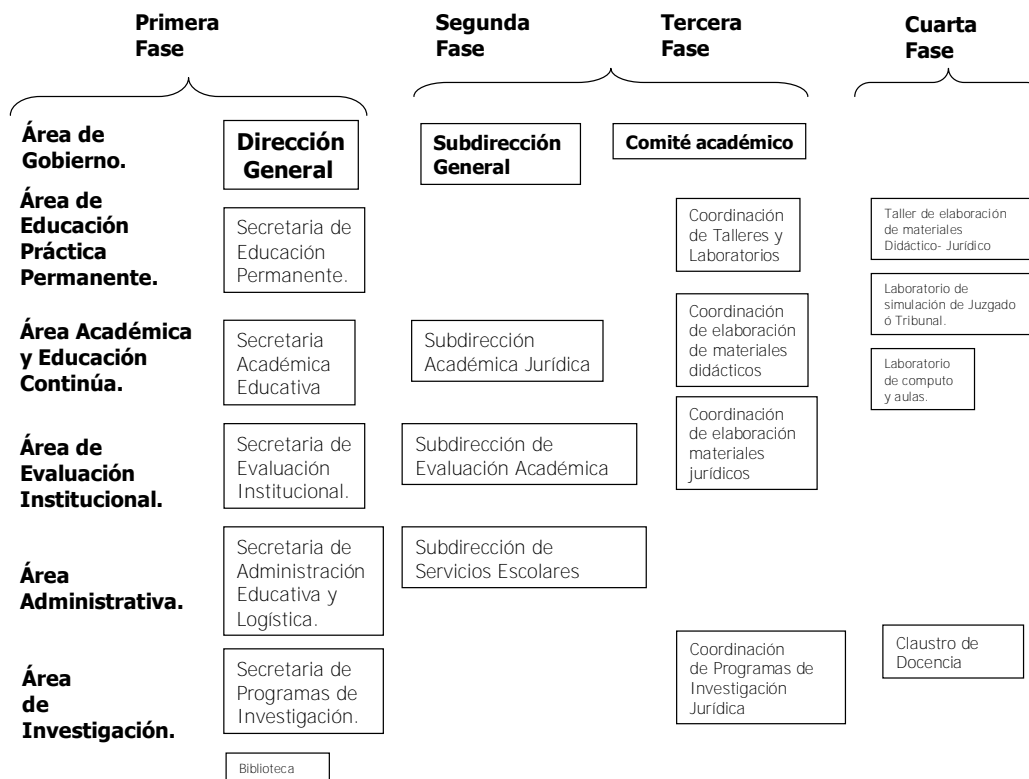 Primera
Fase
Segunda
Fase
Tercera
Fase
Cuarta
Fase
Área de
Gobierno.
Dirección
General
Subdirección
General
Comité académico
Área de
Educación
Práctica
Permanente.
Secretaria de
Educación
Permanente.
Coordinación
de Talleres y
Laboratorios
Taller de elaboración
de materiales
Didáctico- Jurídico
Laboratorio de
simulación de Juzgado
ó Tribunal.
Área Académica
y Educación
Continúa.
Secretaria
Académica
Educativa
Subdirección
Académica Jurídica
Coordinación
de elaboración
de materiales
didácticos
Laboratorio
de computo
y aulas.
Área de
Evaluación
Institucional.
Secretaria de
Evaluación
Institucional.
Subdirección de
Evaluación Académica
Coordinación
de elaboración
materiales
jurídicos
Área
Administrativa.
Secretaria de
Administración
Educativa y
Logística.
Subdirección de
Servicios Escolares
Área
de
Investigación.
Secretaria de
Programas de
Investigación.
Coordinación
de Programas de
Investigación
Jurídica
Claustro de
Docencia
Biblioteca